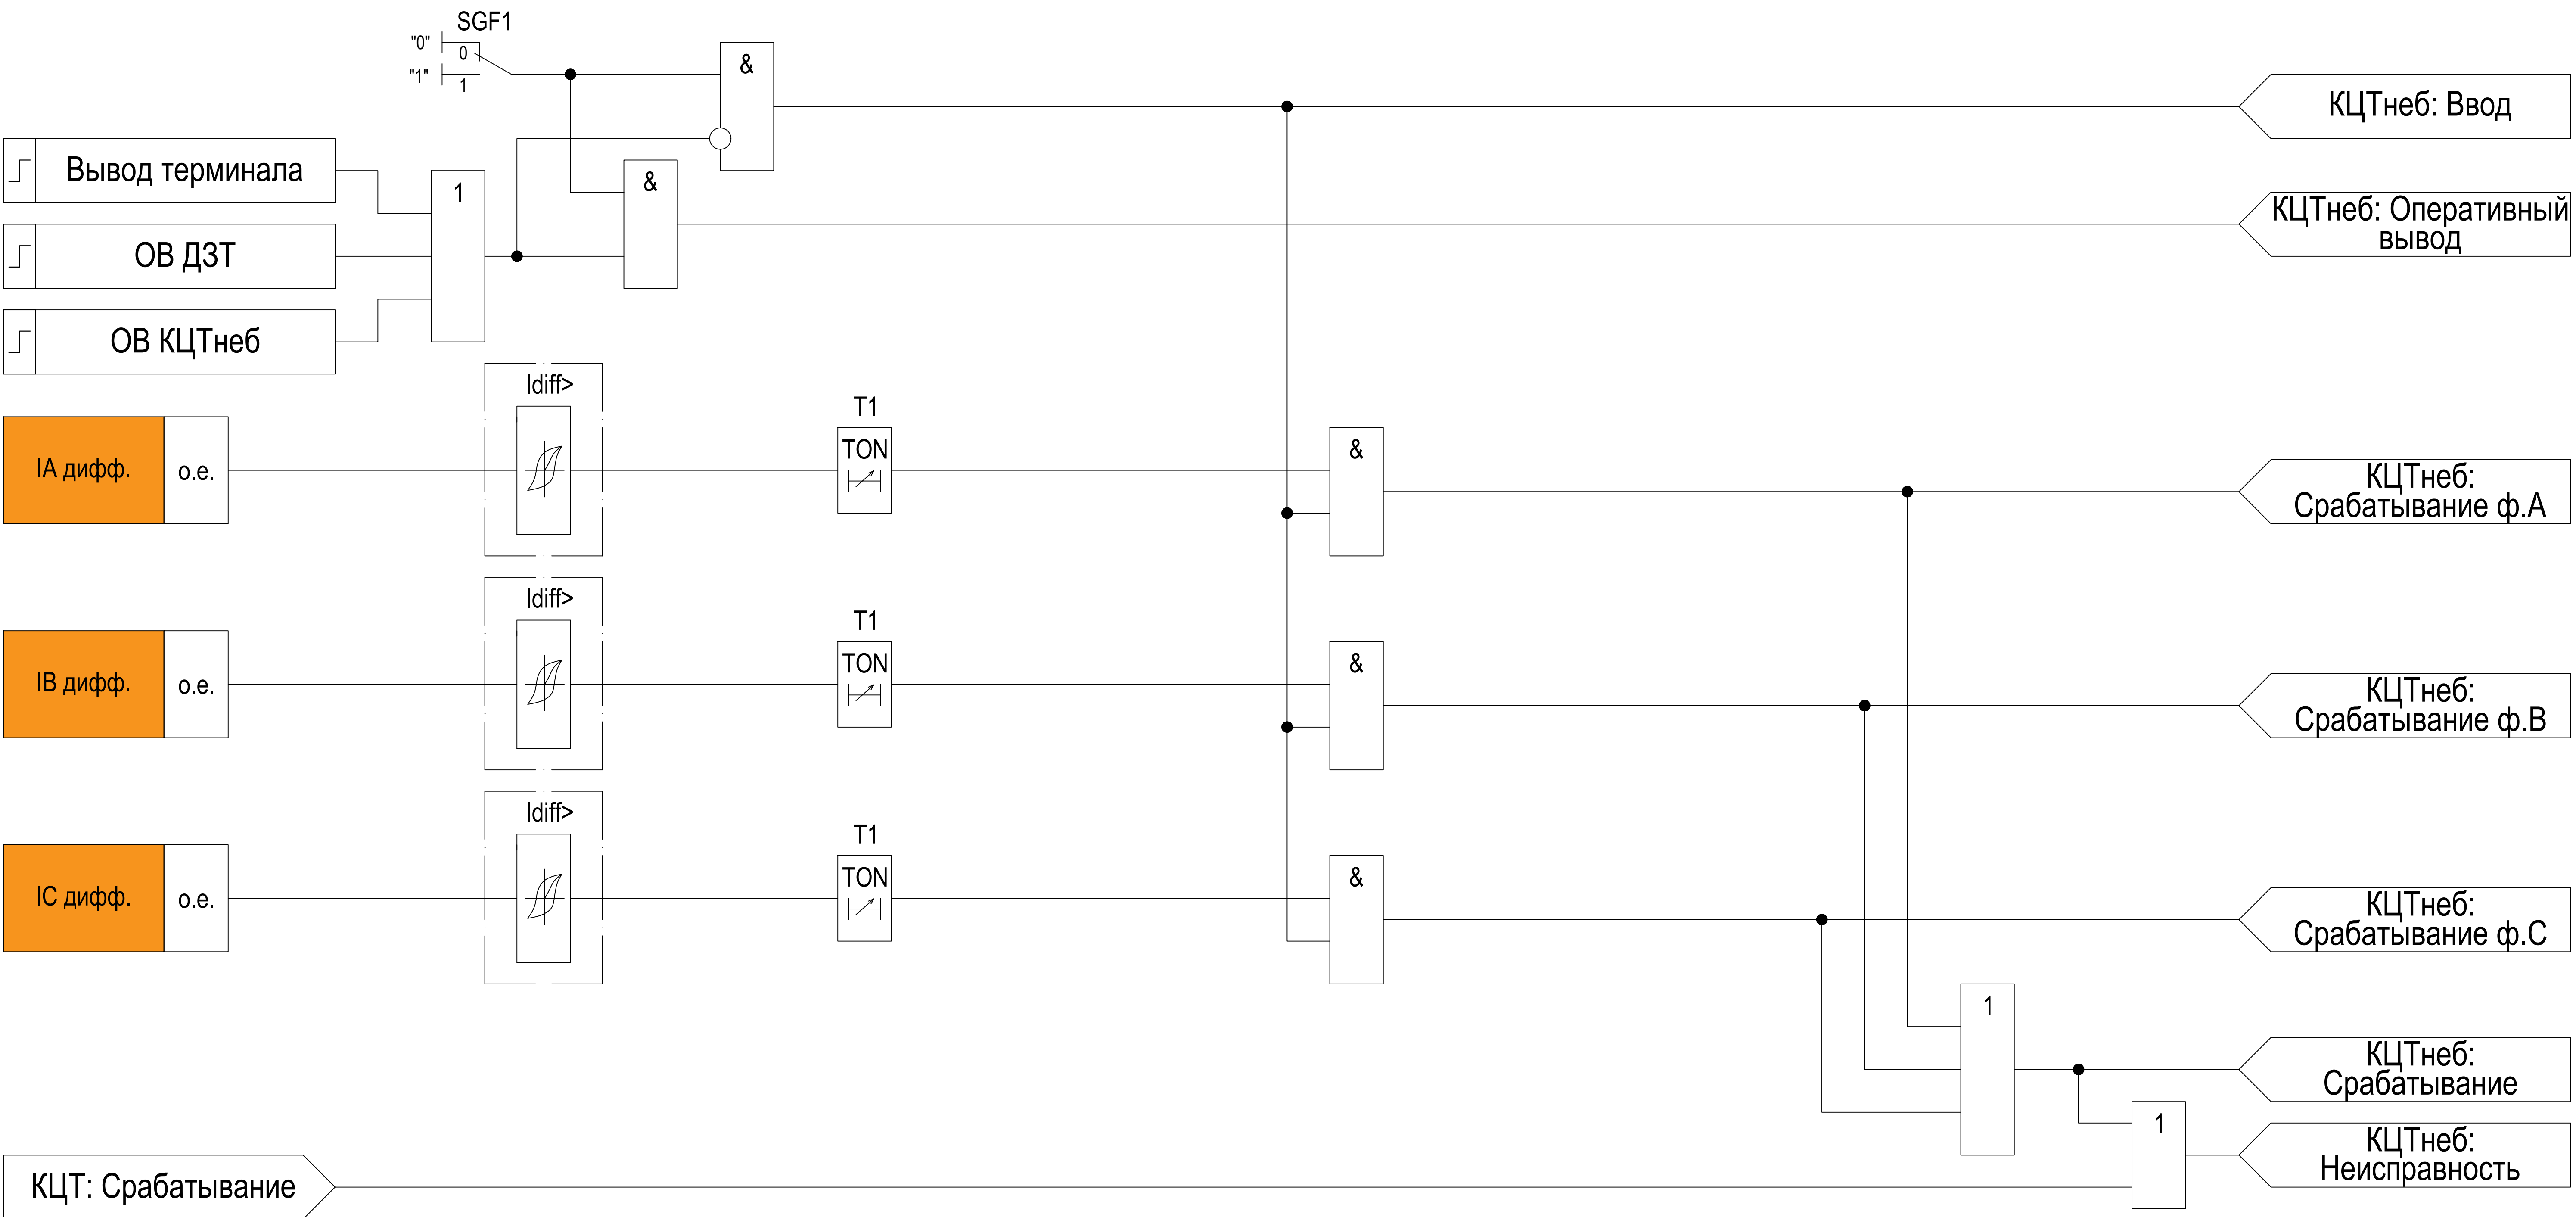 SGF1
"0"
0
"1"
1
&
КЦТнеб: Ввод
Вывод терминала
1
&
КЦТнеб: Оперативный
вывод
ОВ ДЗТ
ОВ КЦТнеб
Idiff>
T1
IA дифф.
о.е.
TON
&
КЦТнеб:
Срабатывание ф.A
Idiff>
T1
IB дифф.
о.е.
TON
&
КЦТнеб:
Срабатывание ф.B
Idiff>
T1
IC дифф.
о.е.
TON
&
КЦТнеб:
Срабатывание ф.C
1
КЦТнеб:
Срабатывание
1
КЦТнеб:
Неисправность
КЦТ: Срабатывание